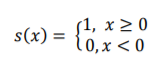 s(x) = {1, x ≥ 0
0, x < 0